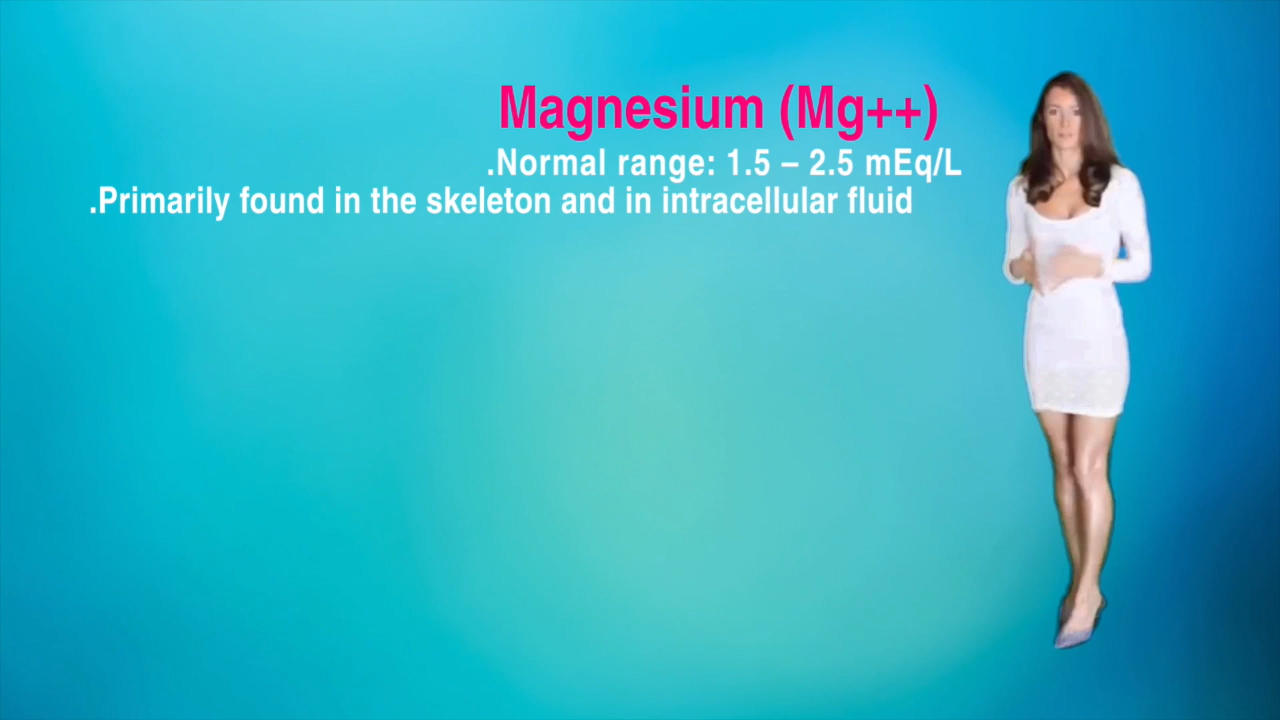 Magnesium (Mg++)
.Normal range: 1.5 – 2.5 mEq/L
.Primarily found in the skeleton and in intracellular fluid